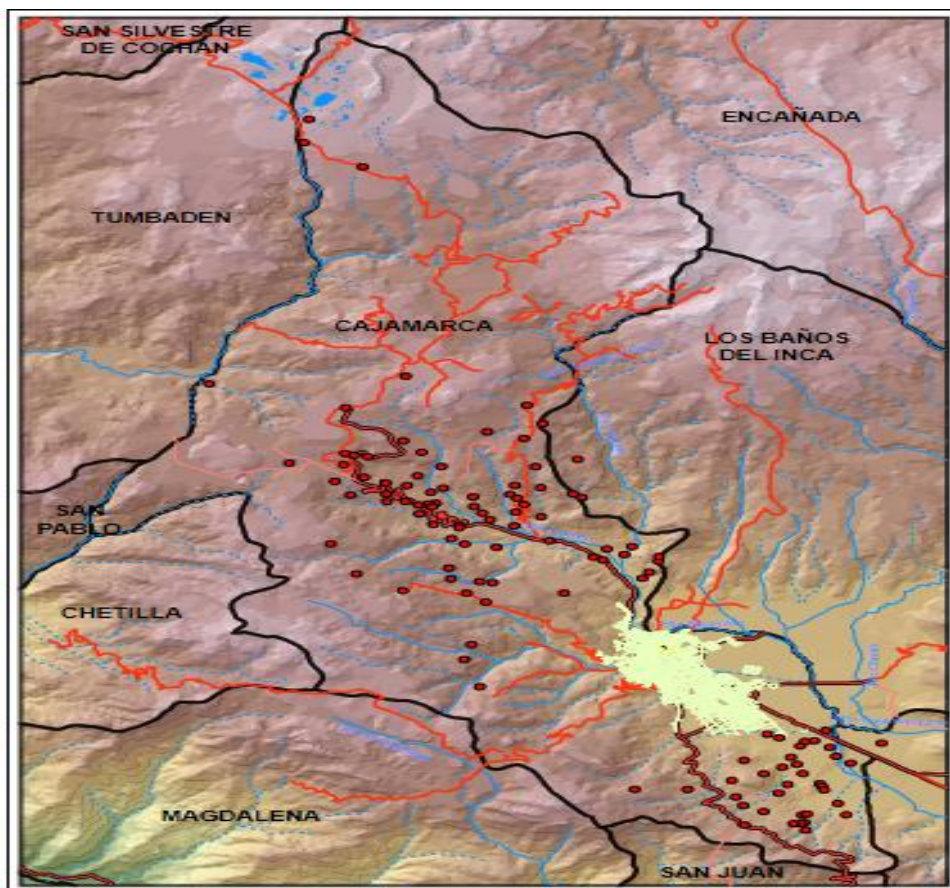 SAN SILVESTRE
DE COCHAN
ENCAÑADA
TUMBADEN
CAJAMARCA
LOS BAÑOS
DEL INCA
SAN
PABLO
CHETILLA
MAGDALENA
SAN JUAN